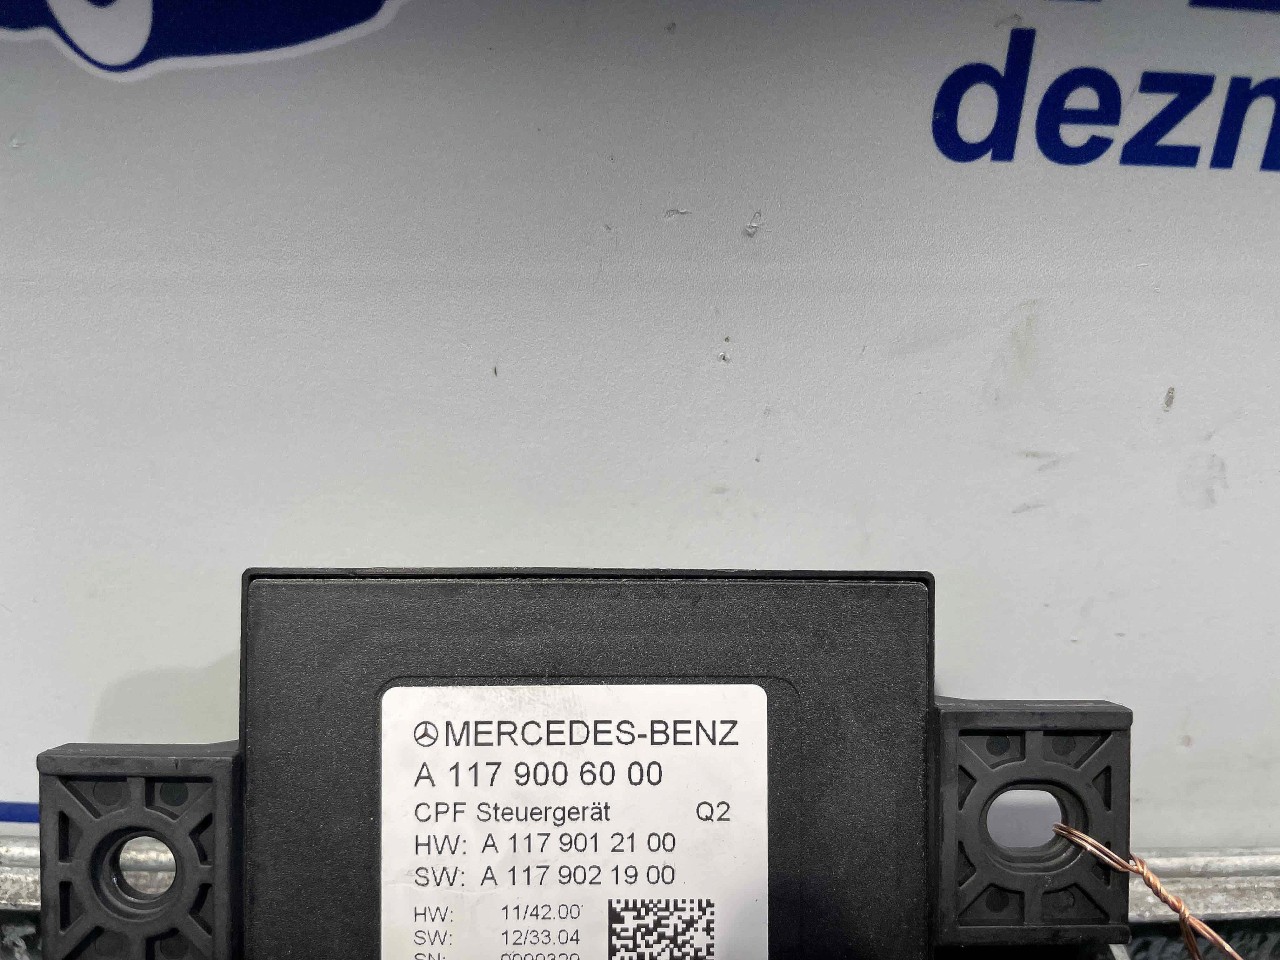 dezm
MERCEDES-BENZ
A 117 900 60 00
CPF Steuergerät Q2
HW: A 117 901 21 00
SW: A 117 902 19 00
HW: 11/42.00
SW: 12/33.04
SN: